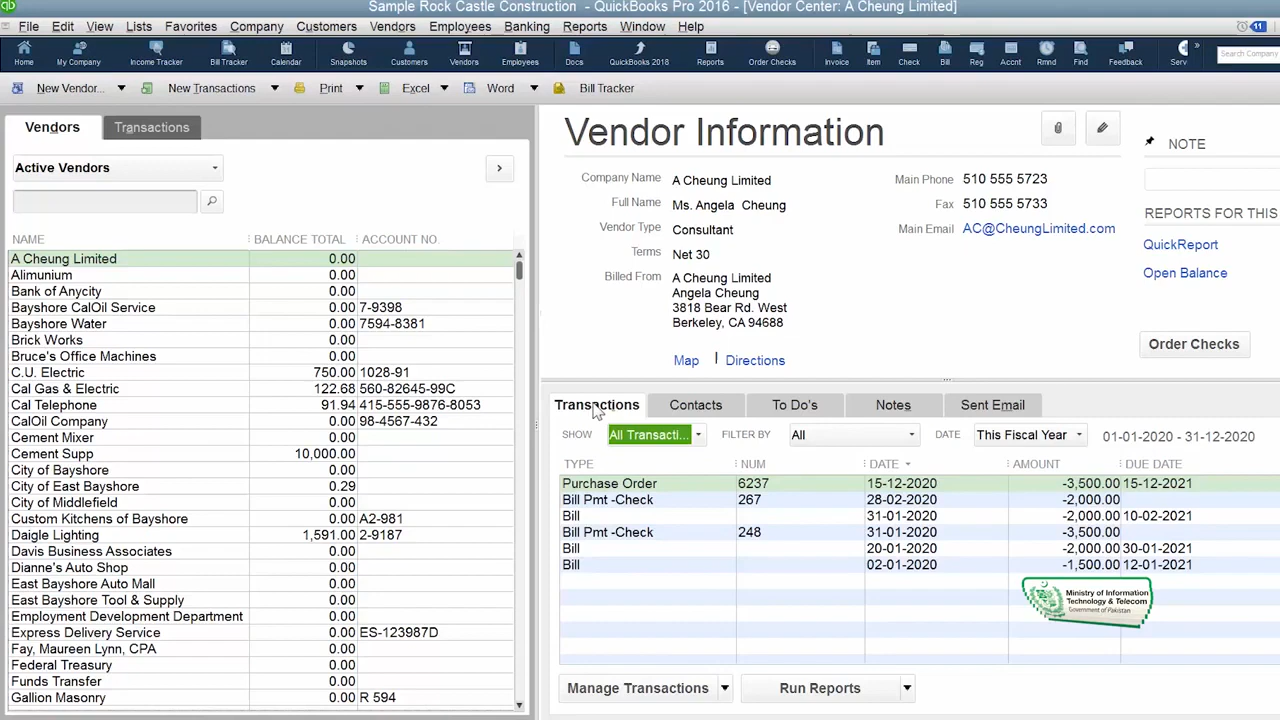 Sample Rock Castle Construction - QuickBooks Pro 2016 - [Vendor Center: A Cheung Limited]
File Edit View Lists Favorites Company Customers Vendors Employees Banking Reports Window Help 11
Home My Company Income Tracker Bill Tracker Calendar Snapshots Customers Vendors Employees Docs QuickBooks 2018 Reports Order Checks Invoice Item Check Bill Reg Accnt Rmnd Find Feedback Serv Search Company
New Vendor... New Transactions Print Excel Word Bill Tracker
Vendors Transactions
Active Vendors
NAME BALANCE TOTAL ACCOUNT NO.
A Cheung Limited 0.00
Alimunium 0.00
Bank of Anycity 0.00
Bayshore CalOil Service 0.00 7-9398
Bayshore Water 0.00 7594-8381
Brick Works 0.00
Bruce's Office Machines 0.00
C.U. Electric 750.00 1028-91
Cal Gas & Electric 122.68 560-82645-99C
Cal Telephone 91.94 415-555-9876-8053
CalOil Company 0.00 98-4567-432
Cement Mixer 0.00
Cement Supp 10,000.00
City of Bayshore 0.00
City of East Bayshore 0.29
City of Middlefield 0.00
Custom Kitchens of Bayshore 0.00 A2-981
Daigle Lighting 1,591.00 2-9187
Davis Business Associates 0.00
Dianne's Auto Shop 0.00
East Bayshore Auto Mall 0.00
East Bayshore Tool & Supply 0.00
Employment Development Department 0.00
Express Delivery Service 0.00 ES-123987D
Fay, Maureen Lynn, CPA 0.00
Federal Treasury 0.00
Funds Transfer 0.00
Gallion Masonry 0.00 R 594
Vendor Information
Company Name A Cheung Limited
Full Name Ms. Angela Cheung
Vendor Type Consultant
Terms Net 30
Billed From A Cheung Limited
Angela Cheung
3818 Bear Rd. West
Berkeley, CA 94688
Map | Directions
Main Phone 510 555 5723
Fax 510 555 5733
Main Email AC@CheungLimited.com
NOTE
REPORTS FOR THIS
QuickReport
Open Balance
Order Checks
Transactions Contacts To Do's Notes Sent Email
SHOW All Transacti... FILTER BY All DATE This Fiscal Year 01-01-2020 - 31-12-2020
TYPE NUM DATE AMOUNT DUE DATE
Purchase Order 6237 15-12-2020 -3,500.00 15-12-2021
Bill Pmt -Check 267 28-02-2020 -2,000.00
Bill 31-01-2020 -2,000.00 10-02-2021
Bill Pmt -Check 248 31-01-2020 -3,500.00
Bill 20-01-2020 -2,000.00 30-01-2021
Bill 02-01-2020 -1,500.00 12-01-2021
Ministry of Information
Technology & Telecom
Government of Pakistan
Manage Transactions Run Reports